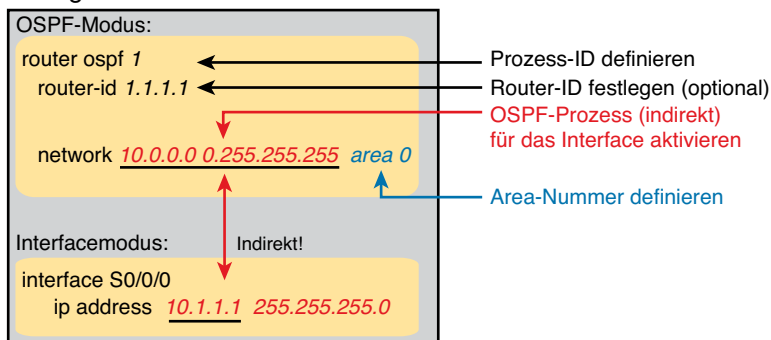 OSPF-Modus:
router ospf 1
Prozess-ID definieren
router-id 1.1.1.1
Router-ID festlegen (optional)
OSPF-Prozess (indirekt)
für das Interface aktivieren
network 10.0.0.0 0.255.255.255 area 0
Area-Nummer definieren
Interfacemodus:
Indirekt!
interface S0/0/0
ip address 10.1.1.1 255.255.255.0